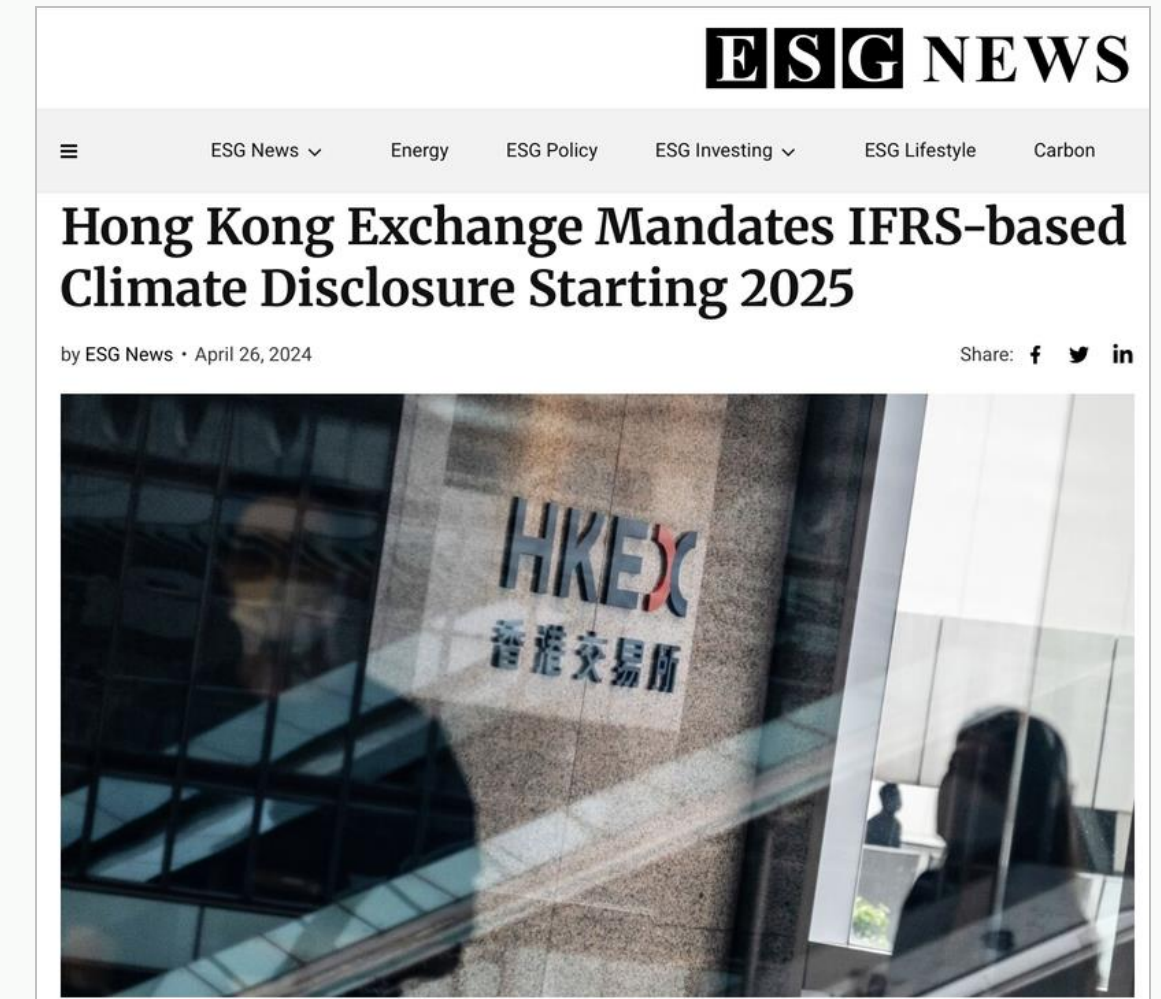 ESG NEWS
ESG News Energy ESG Policy ESG Investing ESG Lifestyle Carbon
Hong Kong Exchange Mandates IFRS-based
Climate Disclosure Starting 2025
by ESG News • April 26, 2024 Share:
HKEX
香港交易所